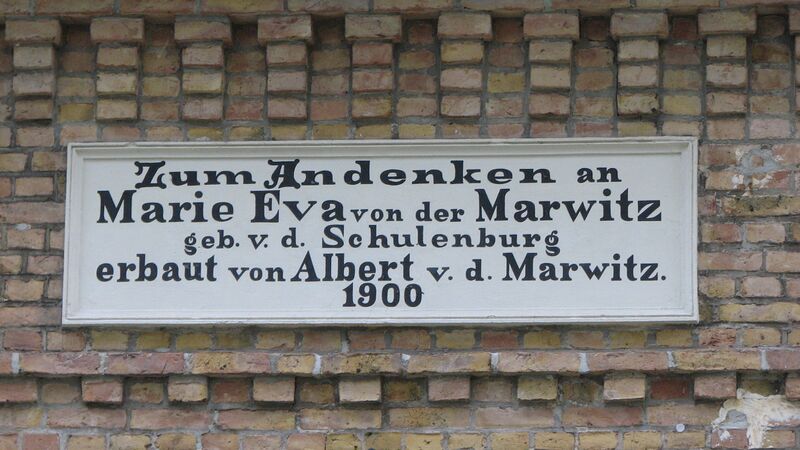 Zum Andenken an
Marie Eva von der Marwitz
geb. v. d. Schulenburg
erbaut von Albert v. d. Marwitz.
1900